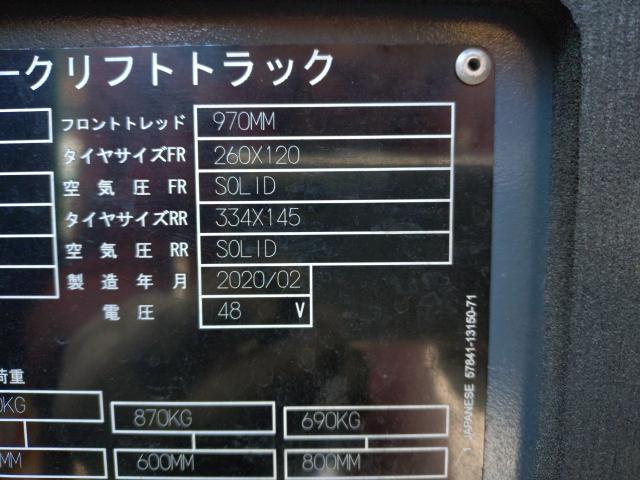 ークリフトトラック
フロントトレッド 970MM
タイヤサイズFR 260X120
空気圧 FR SOLID
タイヤサイズRR 334X145
空気圧 RR SOLID
製造年月 2020/02
電圧 48 V
荷重
0KG 870KG 690KG
MM 600MM 800MM
1 JAPANESE 57841-13150-71